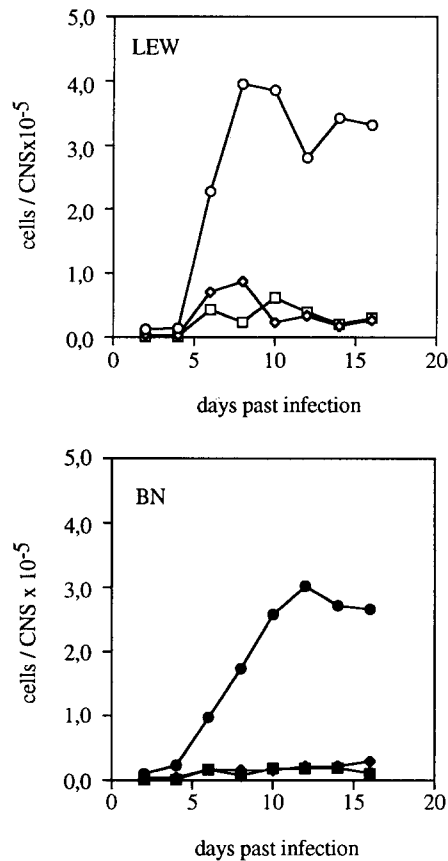 LEW
5,0
4,0
3,0
2,0
1,0
0,0
cells / CNSx10-5
0 5 10 15 20
days past infection
BN
5,0
4,0
3,0
2,0
1,0
0,0
cells / CNS x 10-5
0 5 10 15 20
days past infection